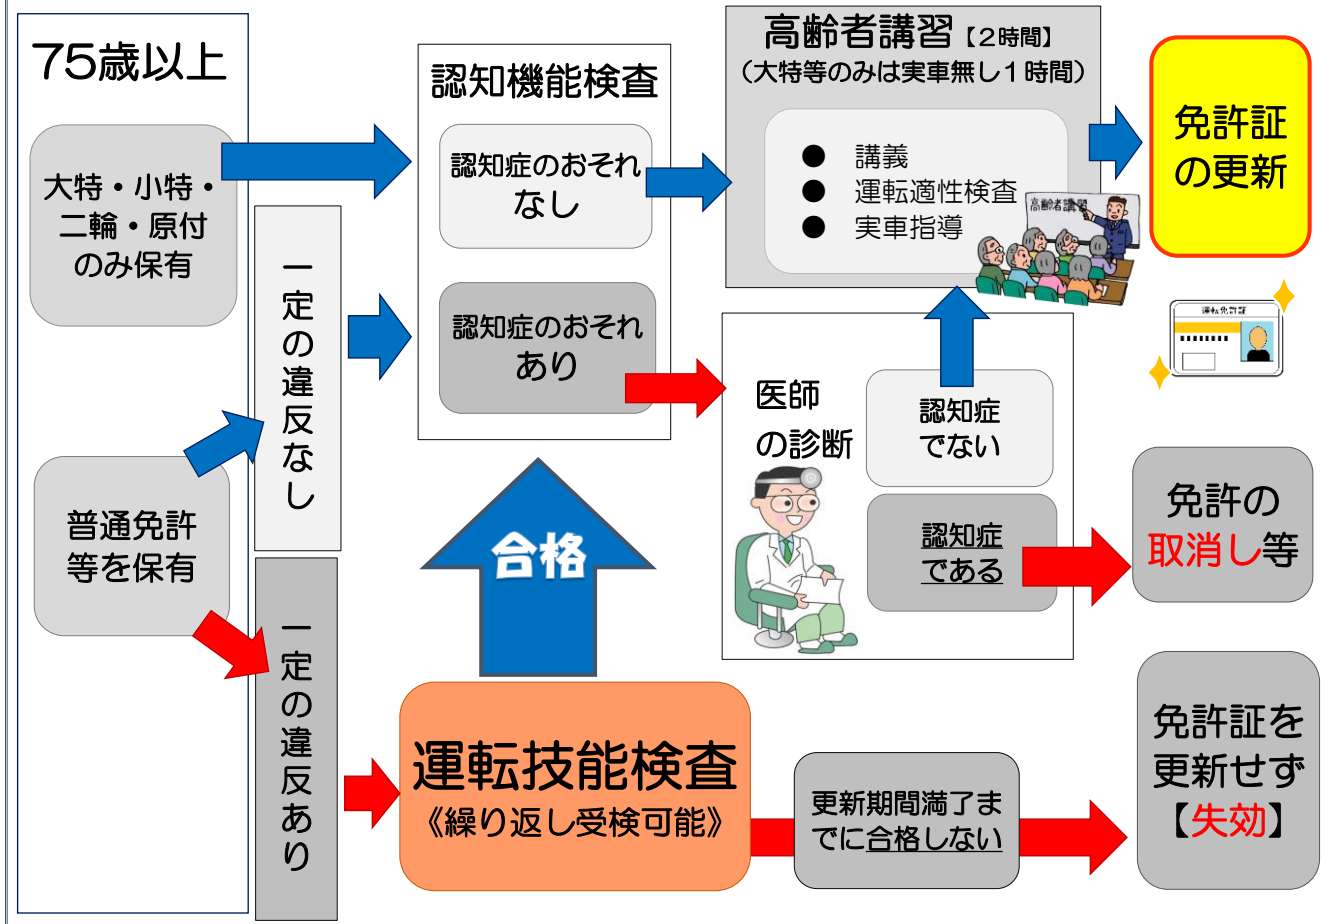 75歳以上
大特・小特・
二輪・原付
のみ保有
普通免許
等を保有
一定の違反なし
一定の違反あり
認知機能検査
認知症のおそれ
なし
認知症のおそれ
あり
合格
運転技能検査
《繰り返し受検可能》
高齢者講習【2時間】
（大特等のみは実車無し1時間）
● 講義
● 運転適性検査
● 実車指導
高齢者講習
医師
の診断
認知症
でない
認知症
である
更新期間満了ま
でに合格しない
免許証
の更新
運転免許証
免許の
取消し等
免許証を
更新せず
【失効】